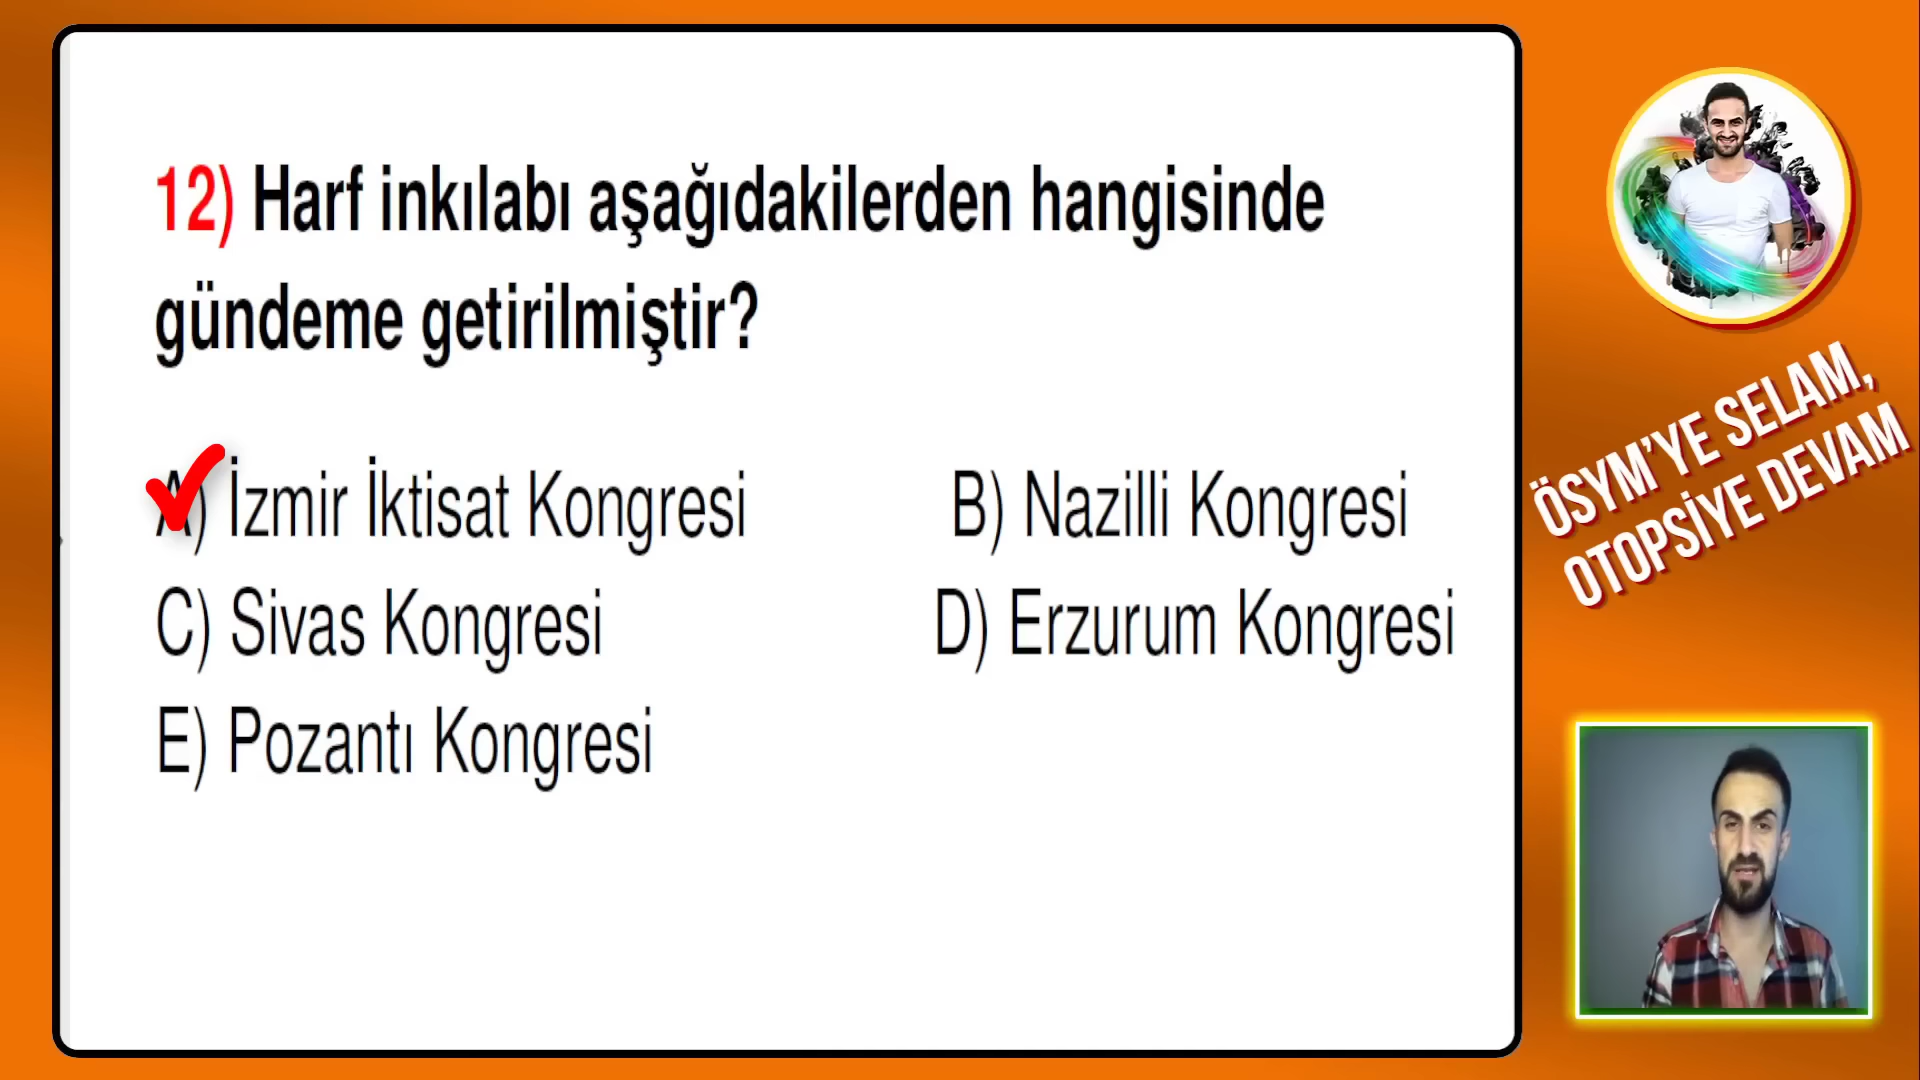 12) Harf inkılabı aşağıdakilerden hangisinde
gündeme getirilmiştir?
A) İzmir İktisat Kongresi B) Nazilli Kongresi
C) Sivas Kongresi D) Erzurum Kongresi
E) Pozantı Kongresi
ÖSYM'YE SELAM,
OTOPSİYE DEVAM